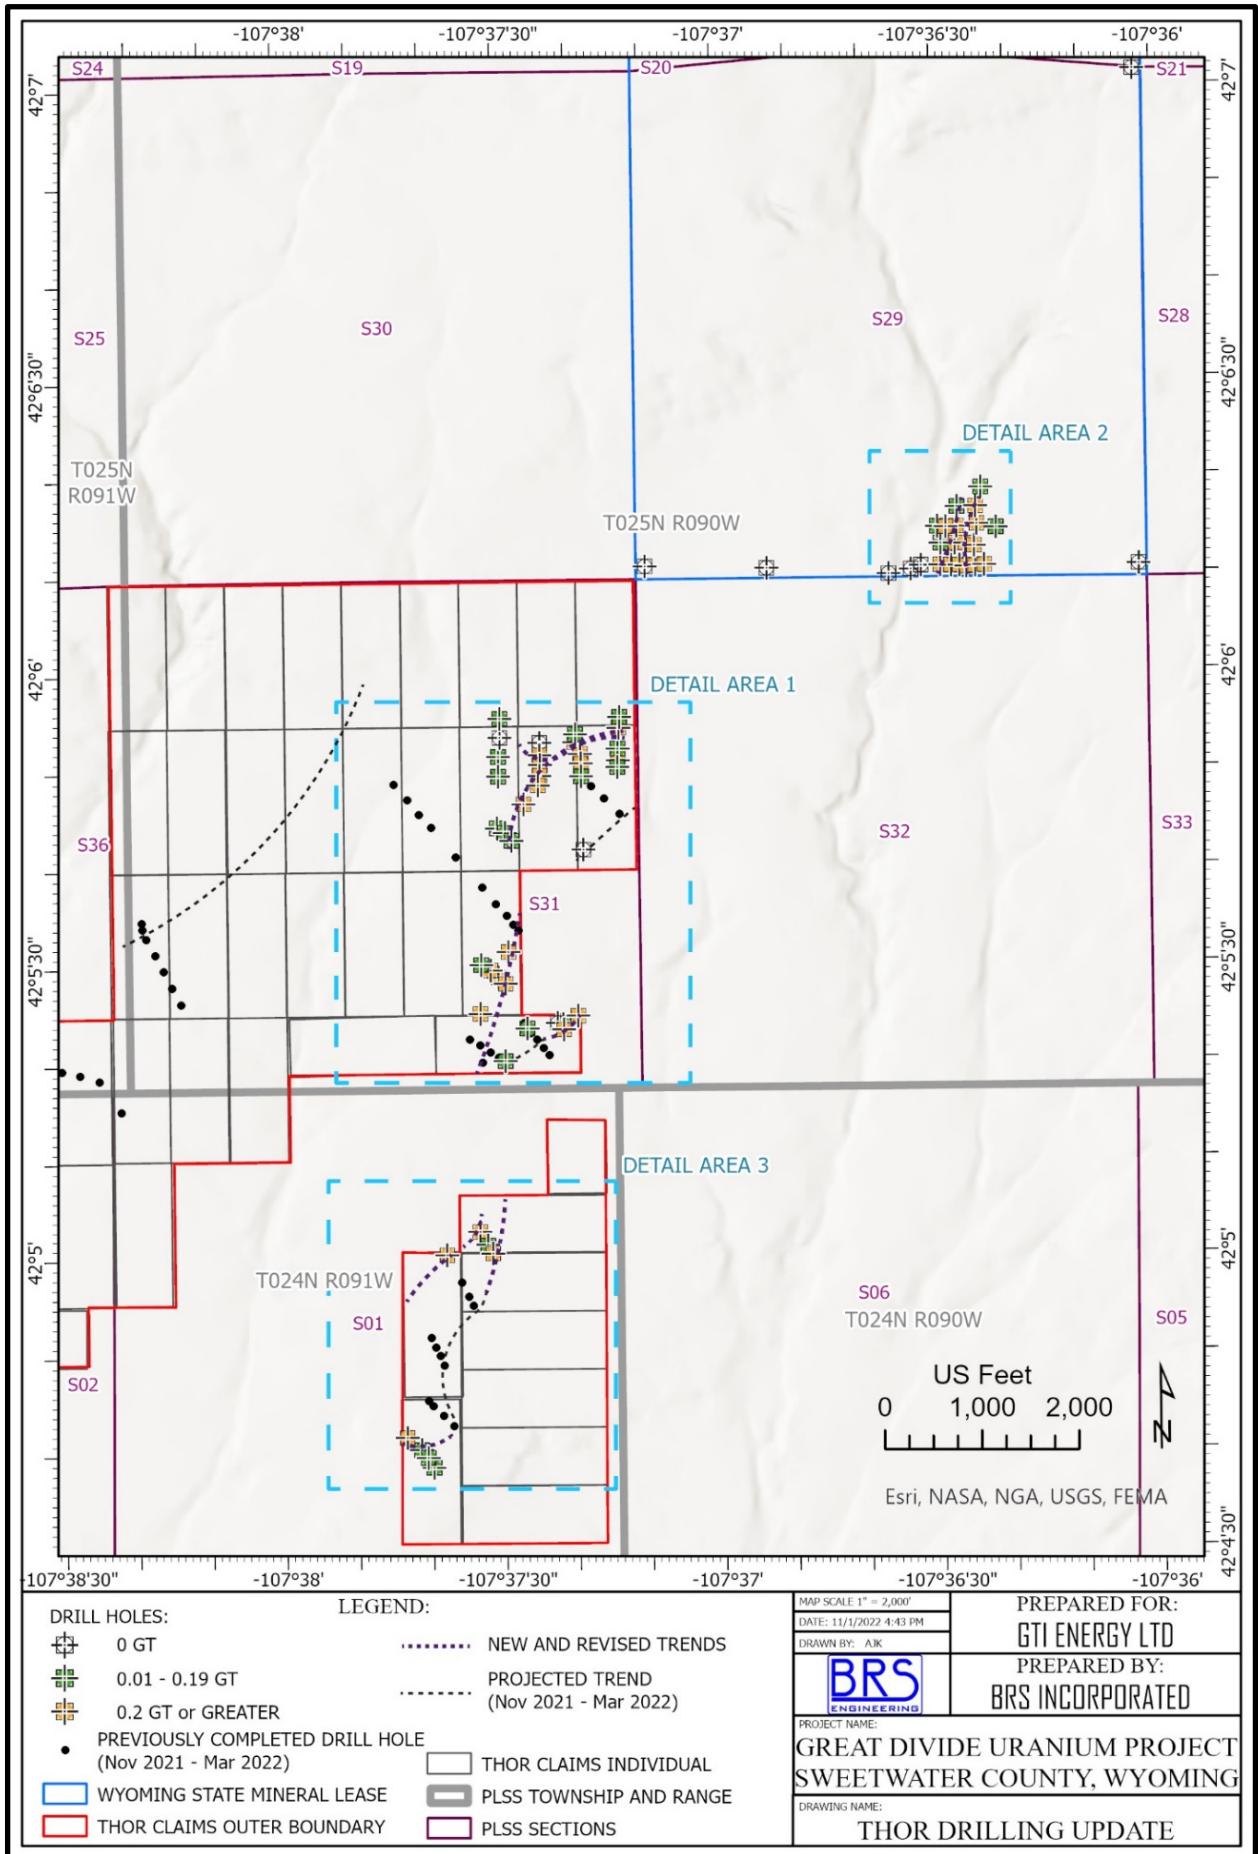 -107°38' -107°37'30" -107°37' -107°36'30" -107°36'
S24 S19 S20 S21
42°7' 42°7'
S25 S30 S29 S28
42°6'30" 42°6'30"
DETAIL AREA 2
T025N
R091W
T025N R090W
42°6' 42°6'
DETAIL AREA 1
S36 S32 S33
S31
42°5'30" 42°5'30"
DETAIL AREA 3
42°5' 42°5'
T024N R091W
S01
S06
T024N R090W
S05
S02
US Feet
0 1,000 2,000
N
Esri, NASA, NGA, USGS, FEMA
42°4'30"
-107°38'30" -107°38' -107°37'30" -107°37' -107°36'30" -107°36'
LEGEND:
DRILL HOLES:
0 GT
0.01 - 0.19 GT
0.2 GT or GREATER
PREVIOUSLY COMPLETED DRILL HOLE
(Nov 2021 - Mar 2022)
WYOMING STATE MINERAL LEASE
THOR CLAIMS OUTER BOUNDARY
NEW AND REVISED TRENDS
PROJECTED TREND
(Nov 2021 - Mar 2022)
THOR CLAIMS INDIVIDUAL
PLSS TOWNSHIP AND RANGE
PLSS SECTIONS
MAP SCALE 1" = 2,000'
DATE: 11/1/2022 4:43 PM
DRAWN BY: AJK
BRS
ENGINEERING
PREPARED FOR:
GTI ENERGY LTD
PREPARED BY:
BRS INCORPORATED
PROJECT NAME:
GREAT DIVIDE URANIUM PROJECT
SWEETWATER COUNTY, WYOMING
DRAWING NAME:
THOR DRILLING UPDATE